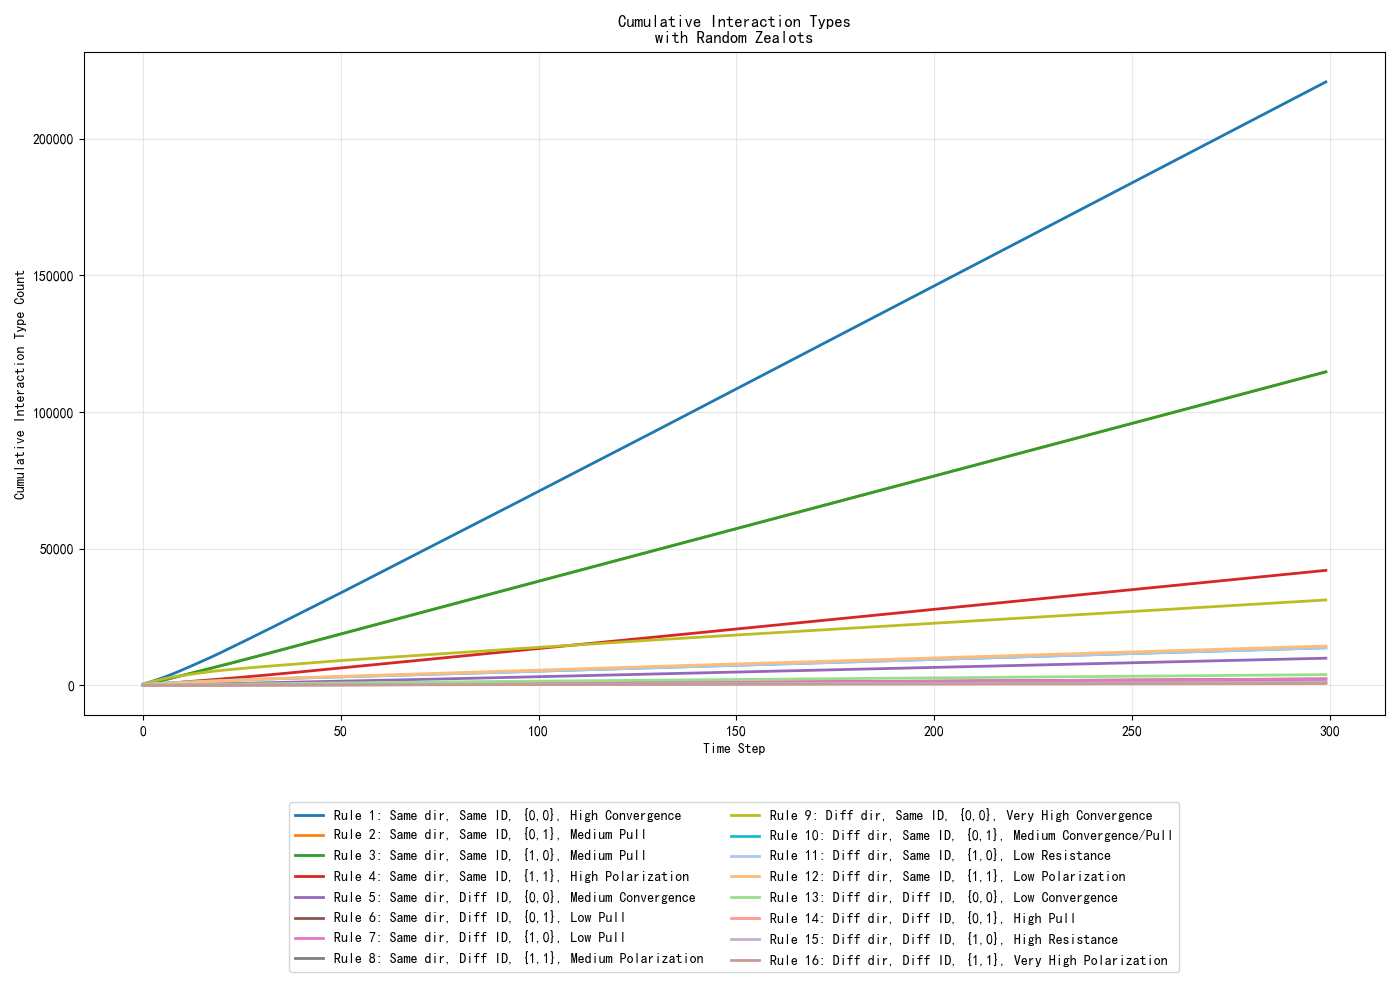 Cumulative Interaction Types
with Random Zealots
Cumulative Interaction Type Count
200000
150000
100000
50000
0
0 50 100 150 200 250 300
Time Step
Rule 1: Same dir, Same ID, {0,0}, High Convergence
Rule 2: Same dir, Same ID, {0,1}, Medium Pull
Rule 3: Same dir, Same ID, {1,0}, Medium Pull
Rule 4: Same dir, Same ID, {1,1}, High Polarization
Rule 5: Same dir, Diff ID, {0,0}, Medium Convergence
Rule 6: Same dir, Diff ID, {0,1}, Low Pull
Rule 7: Same dir, Diff ID, {1,0}, Low Pull
Rule 8: Same dir, Diff ID, {1,1}, Medium Polarization
Rule 9: Diff dir, Same ID, {0,0}, Very High Convergence
Rule 10: Diff dir, Same ID, {0,1}, Medium Convergence/Pull
Rule 11: Diff dir, Same ID, {1,0}, Low Resistance
Rule 12: Diff dir, Same ID, {1,1}, Low Polarization
Rule 13: Diff dir, Diff ID, {0,0}, Low Convergence
Rule 14: Diff dir, Diff ID, {0,1}, High Pull
Rule 15: Diff dir, Diff ID, {1,0}, High Resistance
Rule 16: Diff dir, Diff ID, {1,1}, Very High Polarization